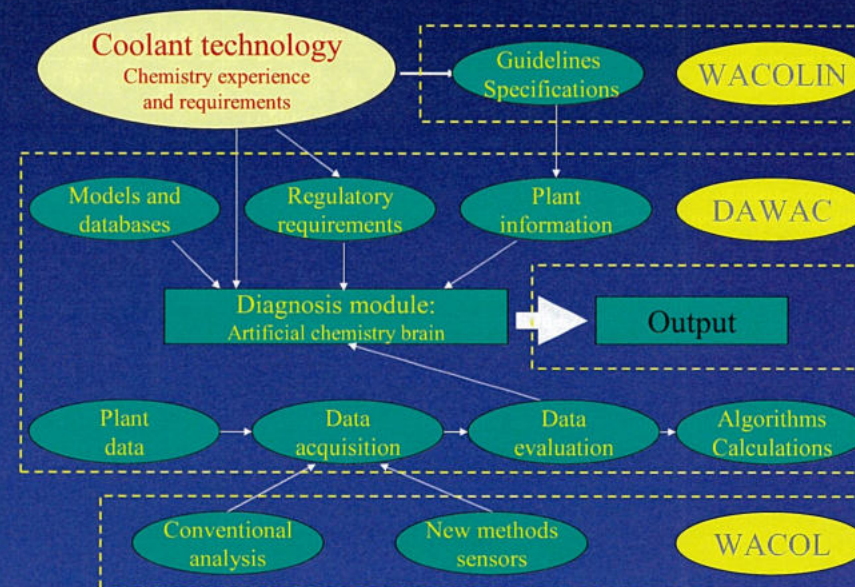 Coolant technology
Chemistry experience
and requirements
Guidelines
Specifications
WACOLIN
Models and
databases
Regulatory
requirements
Plant
information
DAWAC
Diagnosis module:
Artificial chemistry brain
Output
Plant
data
Data
acquisition
Data
evaluation
Algorithms
Calculations
Conventional
analysis
New methods
sensors
WACOL